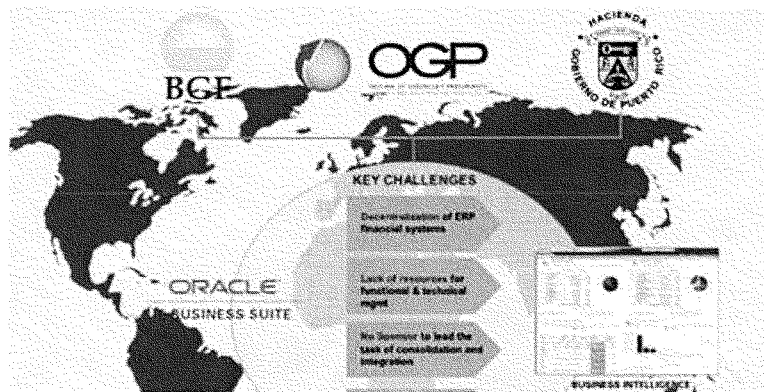 BGF
OGP
HACIENDA
GOBIERNO DE PUERTO RICO
KEY CHALLENGES
Decentralization of ERP
financial systems
Lack of resources for
functional & technical
mgmt
No Sponsor to lead the
task of consolidation and
integration
ORACLE
BUSINESS SUITE
BUSINESS INTELLIGENCE